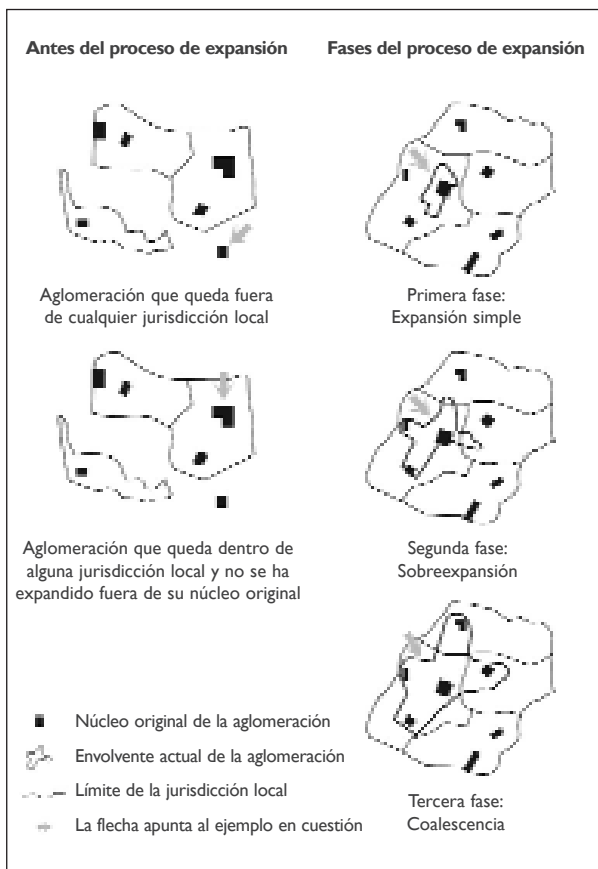 Antes del proceso de expansión
Aglomeración que queda fuera
de cualquier jurisdicción local
Aglomeración que queda dentro de
alguna jurisdicción local y no se ha
expandido fuera de su núcleo original
Núcleo original de la aglomeración
Envolvente actual de la aglomeración
Límite de la jurisdicción local
La flecha apunta al ejemplo en cuestión
Fases del proceso de expansión
Primera fase:
Expansión simple
Segunda fase:
Sobreexpansión
Tercera fase:
Coalescencia